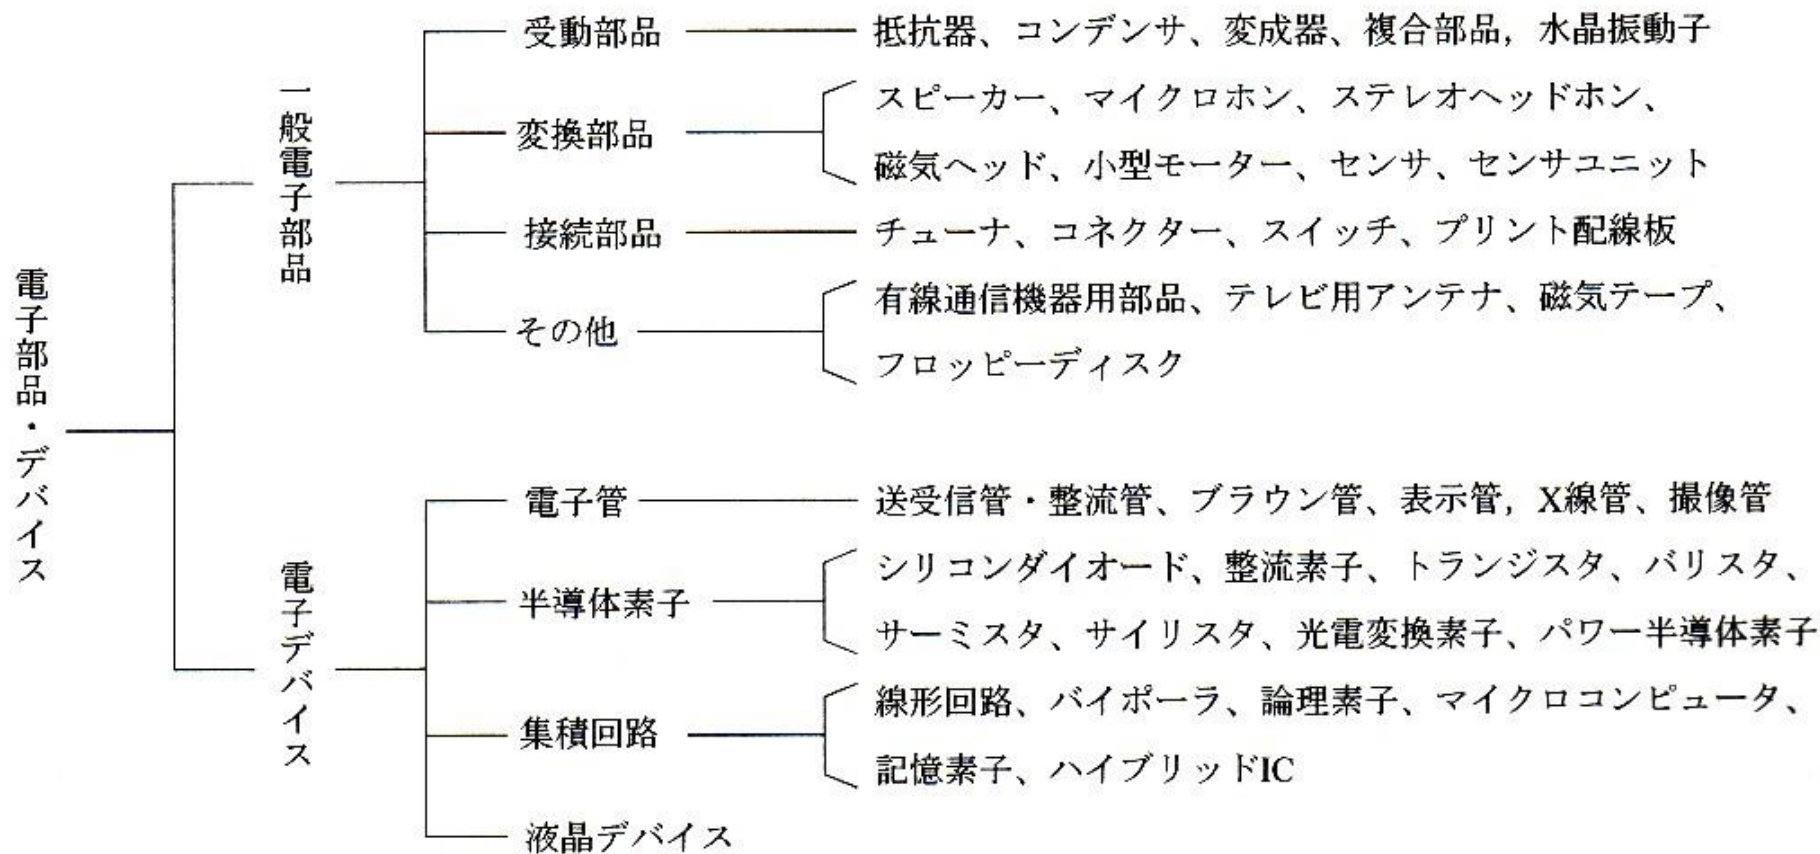 電子部品・デバイス
一般電子部品
受動部品
抵抗器、コンデンサ、変成器、複合部品, 水晶振動子
変換部品
スピーカー、マイクロホン、ステレオヘッドホン、
磁気ヘッド、小型モーター、センサ、センサユニット
接続部品
チューナ、コネクター、スイッチ、プリント配線板
その他
有線通信機器用部品、テレビ用アンテナ、磁気テープ、
フロッピーディスク
電子デバイス
電子管
送受信管・整流管、ブラウン管、表示管, X線管、撮像管
半導体素子
シリコンダイオード、整流素子、トランジスタ、バリスタ、
サーミスタ、サイリスタ、光電変換素子、パワー半導体素子
集積回路
線形回路、バイポーラ、論理素子、マイクロコンピュータ、
記憶素子、ハイブリッドIC
液晶デバイス